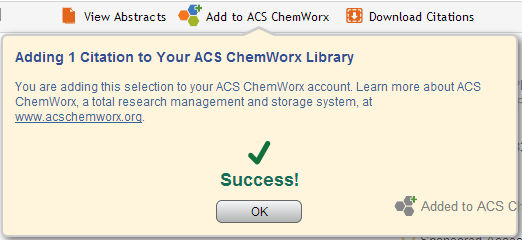 View Abstracts Add to ACS ChemWorx Download Citations
Adding 1 Citation to Your ACS ChemWorx Library
You are adding this selection to your ACS ChemWorx account. Learn more about ACS
ChemWorx, a total research management and storage system, at
www.acschemworx.org.
Success!
OK
Added to ACS